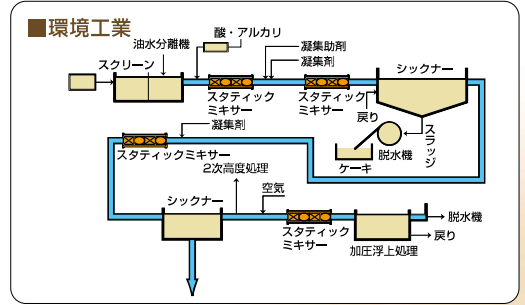 ■環境工業
酸・アルカリ
油水分離機
スクリーン
凝集助剤
凝集剤
シックナー
スタティック
ミキサー
スタティック
ミキサー
戻り
スラッジ
脱水機
ケーキ
凝集剤
スタティックミキサー
2次高度処理
シックナー
空気
スタティック
ミキサー
加圧浮上処理
脱水機
戻り